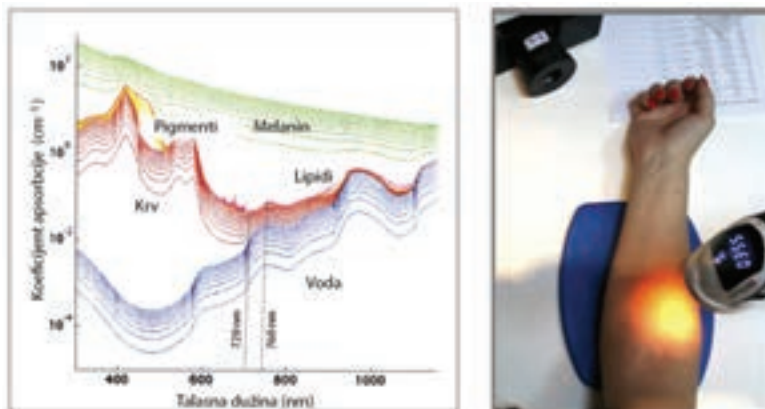 Koeficijent apsorbcije (cm⁻¹)
10²
10⁰
10⁻²
10⁻⁴
Pigmenti
Melanin
Lipidi
Krv
Voda
720 nm
760 nm
400
600
800
1000
Talasna dužina (nm)